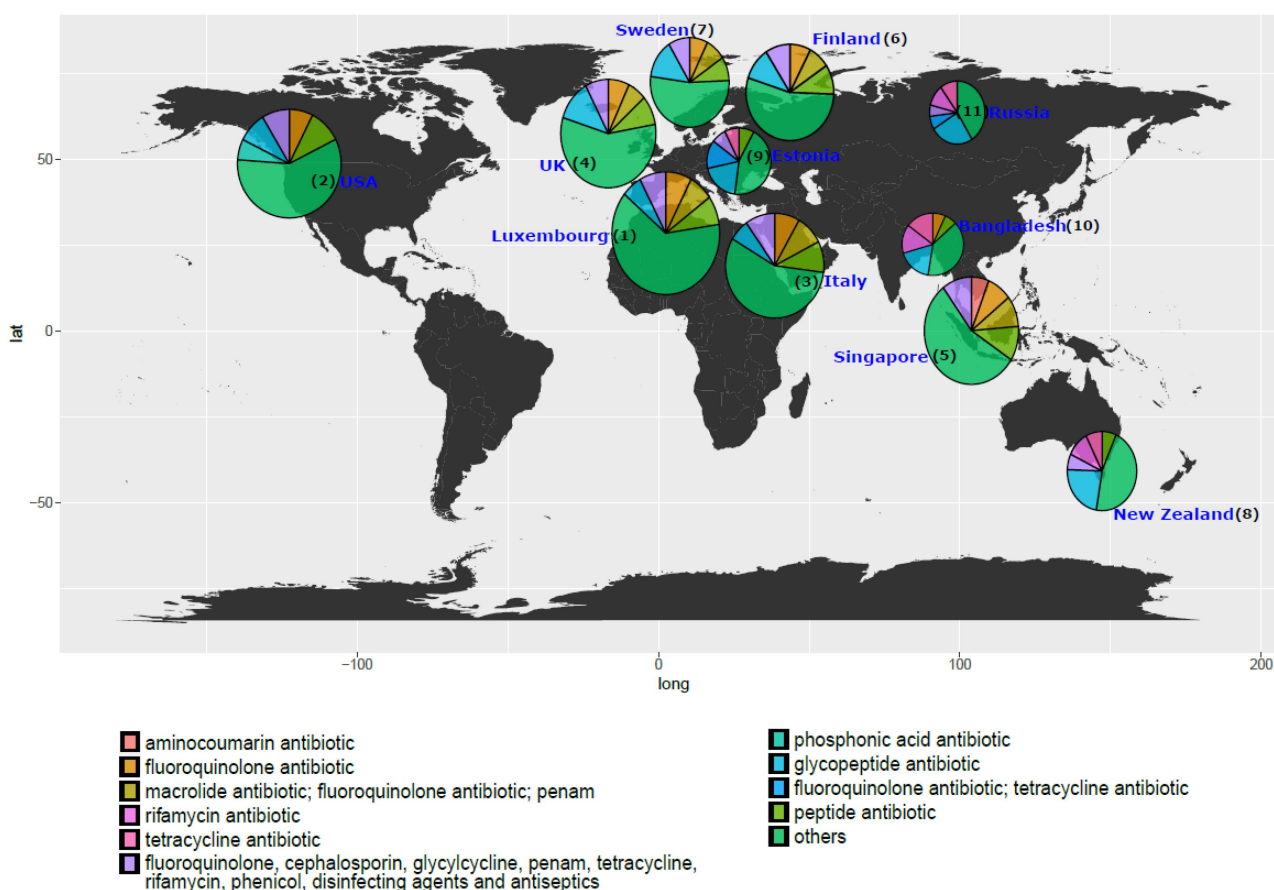 Sweden(7)
Finland(6)
(11) Russia
50
(2) USA
UK (4)
(9) Estonia
Luxembourg(1)
Bangladesh(10)
(3) Italy
lat
0
Singapore(5)
−50
New Zealand(8)
−100
0
100
200
long
aminocoumarin antibiotic
fluoroquinolone antibiotic
macrolide antibiotic; fluoroquinolone antibiotic; penam
rifamycin antibiotic
tetracycline antibiotic
fluoroquinolone, cephalosporin, glycylcycline, penam, tetracycline,
rifamycin, phenicol, disinfecting agents and antiseptics
phosphonic acid antibiotic
glycopeptide antibiotic
fluoroquinolone antibiotic; tetracycline antibiotic
peptide antibiotic
others